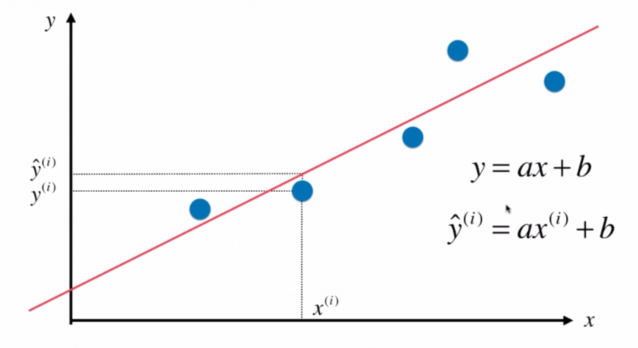 y
ŷ⁽ⁱ⁾
y⁽ⁱ⁾
y = ax + b
ŷ⁽ⁱ⁾ = ax⁽ⁱ⁾ + b
x⁽ⁱ⁾
x